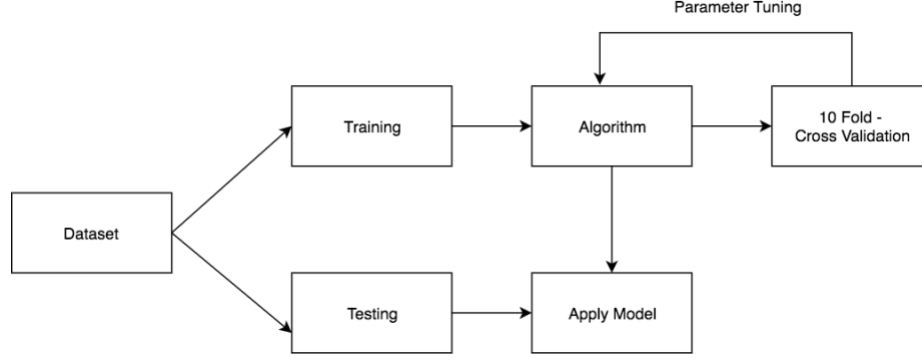 Parameter Tuning
Training
Algorithm
10 Fold -
Cross Validation
Dataset
Testing
Apply Model